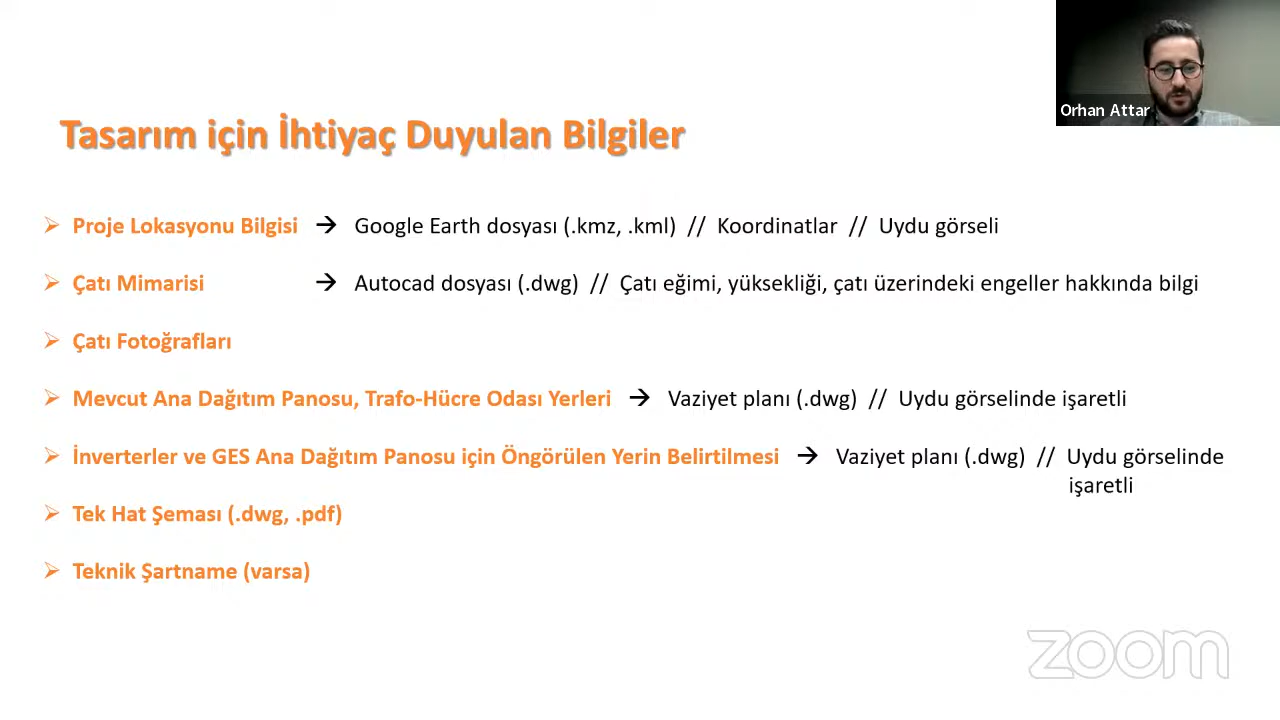 Orhan Attar
Tasarım için İhtiyaç Duyulan Bilgiler
Proje Lokasyonu Bilgisi → Google Earth dosyası (.kmz, .kml) // Koordinatlar // Uydu görseli
Çatı Mimarisi → Autocad dosyası (.dwg) // Çatı eğimi, yüksekliği, çatı üzerindeki engeller hakkında bilgi
Çatı Fotoğrafları
Mevcut Ana Dağıtım Panosu, Trafo-Hücre Odası Yerleri → Vaziyet planı (.dwg) // Uydu görselinde işaretli
İnverterler ve GES Ana Dağıtım Panosu için Öngörülen Yerin Belirtilmesi → Vaziyet planı (.dwg) // Uydu görselinde
işaretli
Tek Hat Şeması (.dwg, .pdf)
Teknik Şartname (varsa)
zoom